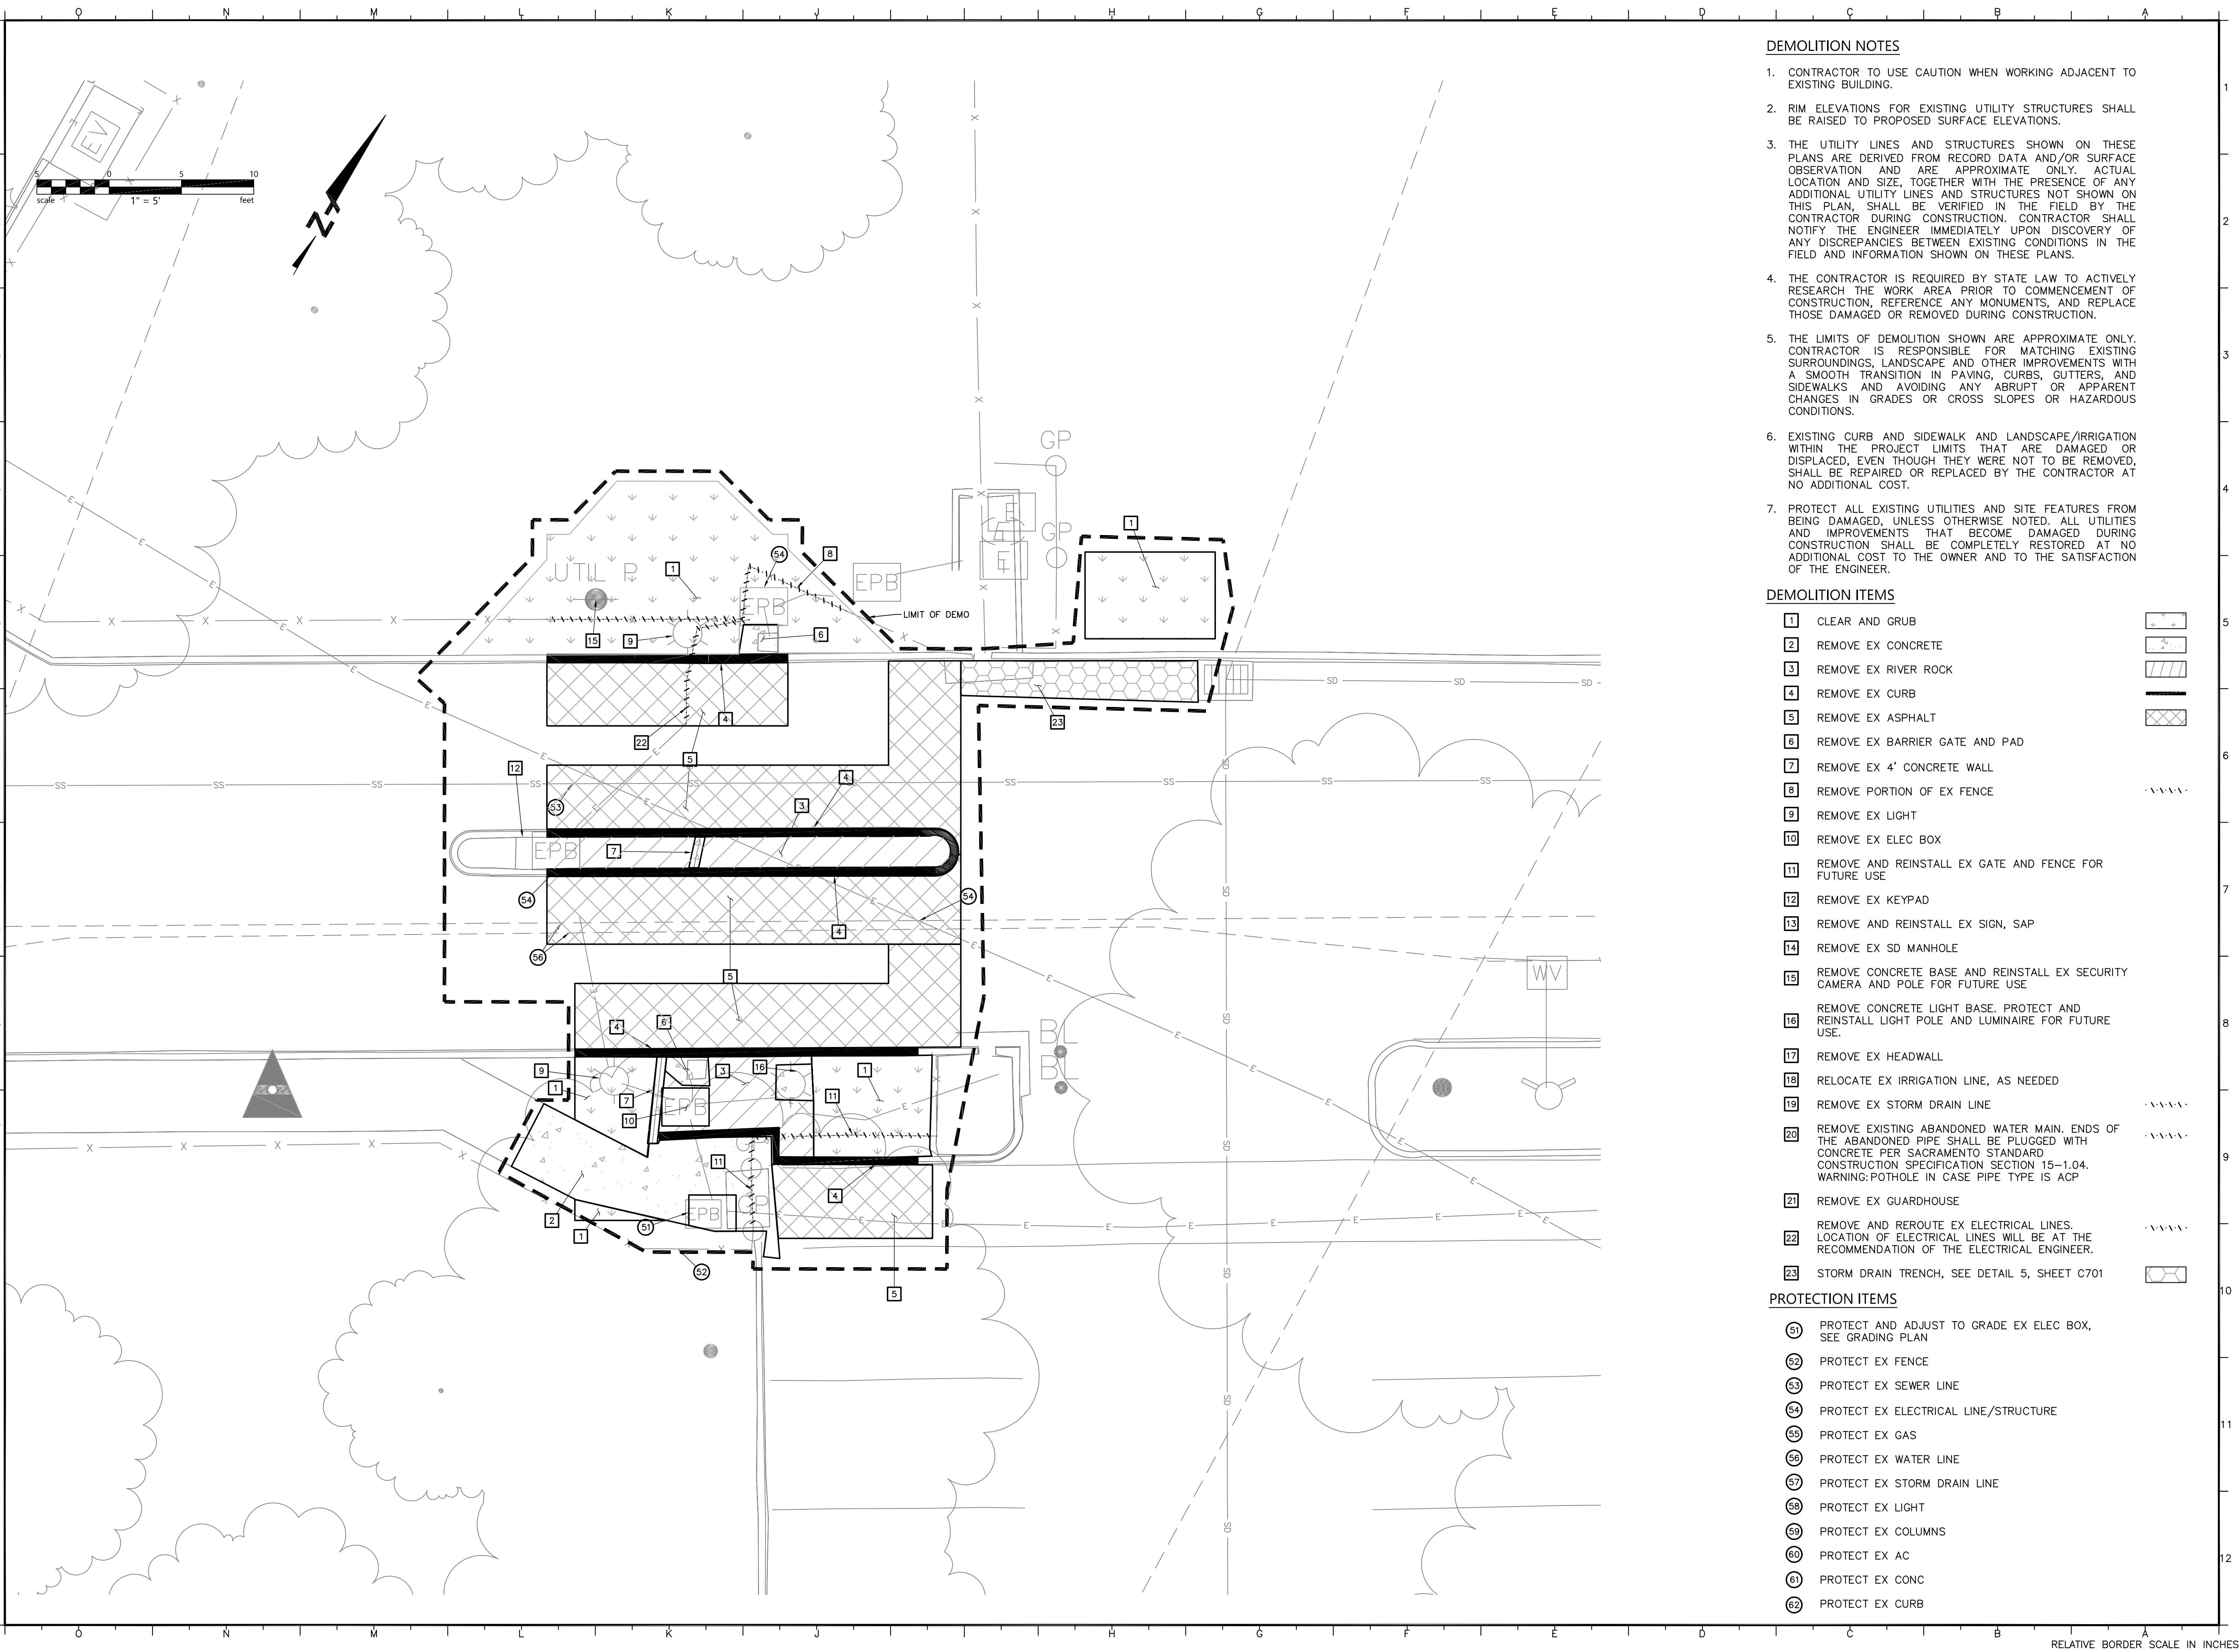 O N M L K J H G F E D C B A
DEMOLITION NOTES
1. CONTRACTOR TO USE CAUTION WHEN WORKING ADJACENT TO
EXISTING BUILDING.
2. RIM ELEVATIONS FOR EXISTING UTILITY STRUCTURES SHALL
BE RAISED TO PROPOSED SURFACE ELEVATIONS.
3. THE UTILITY LINES AND STRUCTURES SHOWN ON THESE
PLANS ARE DERIVED FROM RECORD DATA AND/OR SURFACE
OBSERVATION AND ARE APPROXIMATE ONLY. ACTUAL
LOCATION AND SIZE, TOGETHER WITH THE PRESENCE OF ANY
ADDITIONAL UTILITY LINES AND STRUCTURES NOT SHOWN ON
THIS PLAN, SHALL BE VERIFIED IN THE FIELD BY THE
CONTRACTOR DURING CONSTRUCTION. CONTRACTOR SHALL
NOTIFY THE ENGINEER IMMEDIATELY UPON DISCOVERY OF
ANY DISCREPANCIES BETWEEN EXISTING CONDITIONS IN THE
FIELD AND INFORMATION SHOWN ON THESE PLANS.
4. THE CONTRACTOR IS REQUIRED BY STATE LAW TO ACTIVELY
RESEARCH THE WORK AREA PRIOR TO COMMENCEMENT OF
CONSTRUCTION, REFERENCE ANY MONUMENTS, AND REPLACE
THOSE DAMAGED OR REMOVED DURING CONSTRUCTION.
5. THE LIMITS OF DEMOLITION SHOWN ARE APPROXIMATE ONLY.
CONTRACTOR IS RESPONSIBLE FOR MATCHING EXISTING
SURROUNDINGS, LANDSCAPE AND OTHER IMPROVEMENTS WITH
A SMOOTH TRANSITION IN PAVING, CURBS, GUTTERS, AND
SIDEWALKS AND AVOIDING ANY ABRUPT OR APPARENT
CHANGES IN GRADES OR CROSS SLOPES OR HAZARDOUS
CONDITIONS.
6. EXISTING CURB AND SIDEWALK AND LANDSCAPE/IRRIGATION
WITHIN THE PROJECT LIMITS THAT ARE DAMAGED OR
DISPLACED, EVEN THOUGH THEY WERE NOT TO BE REMOVED,
SHALL BE REPAIRED OR REPLACED BY THE CONTRACTOR AT
NO ADDITIONAL COST.
7. PROTECT ALL EXISTING UTILITIES AND SITE FEATURES FROM
BEING DAMAGED, UNLESS OTHERWISE NOTED. ALL UTILITIES
AND IMPROVEMENTS THAT BECOME DAMAGED DURING
CONSTRUCTION SHALL BE COMPLETELY RESTORED AT NO
ADDITIONAL COST TO THE OWNER AND TO THE SATISFACTION
OF THE ENGINEER.
DEMOLITION ITEMS
1 CLEAR AND GRUB
2 REMOVE EX CONCRETE
3 REMOVE EX RIVER ROCK
4 REMOVE EX CURB
5 REMOVE EX ASPHALT
6 REMOVE EX BARRIER GATE AND PAD
7 REMOVE EX 4' CONCRETE WALL
8 REMOVE PORTION OF EX FENCE
9 REMOVE EX LIGHT
10 REMOVE EX ELEC BOX
11 REMOVE AND REINSTALL EX GATE AND FENCE FOR
FUTURE USE
12 REMOVE EX KEYPAD
13 REMOVE AND REINSTALL EX SIGN, SAP
14 REMOVE EX SD MANHOLE
15 REMOVE CONCRETE BASE AND REINSTALL EX SECURITY
CAMERA AND POLE FOR FUTURE USE
16 REMOVE CONCRETE LIGHT BASE. PROTECT AND
REINSTALL LIGHT POLE AND LUMINAIRE FOR FUTURE
USE.
17 REMOVE EX HEADWALL
18 RELOCATE EX IRRIGATION LINE, AS NEEDED
19 REMOVE EX STORM DRAIN LINE
20 REMOVE EXISTING ABANDONED WATER MAIN. ENDS OF
THE ABANDONED PIPE SHALL BE PLUGGED WITH
CONCRETE PER SACRAMENTO STANDARD
CONSTRUCTION SPECIFICATION SECTION 15-1.04.
WARNING: POTHOLE IN CASE PIPE TYPE IS ACP
21 REMOVE EX GUARDHOUSE
22 REMOVE AND REROUTE EX ELECTRICAL LINES.
LOCATION OF ELECTRICAL LINES WILL BE AT THE
RECOMMENDATION OF THE ELECTRICAL ENGINEER.
23 STORM DRAIN TRENCH, SEE DETAIL 5, SHEET C701
PROTECTION ITEMS
51 PROTECT AND ADJUST TO GRADE EX ELEC BOX,
SEE GRADING PLAN
52 PROTECT EX FENCE
53 PROTECT EX SEWER LINE
54 PROTECT EX ELECTRICAL LINE/STRUCTURE
55 PROTECT EX GAS
56 PROTECT EX WATER LINE
57 PROTECT EX STORM DRAIN LINE
58 PROTECT EX LIGHT
59 PROTECT EX COLUMNS
60 PROTECT EX AC
61 PROTECT EX CONC
62 PROTECT EX CURB
EV
5 0 5 10
scale 1" = 5' feet
N
GP
GP
UTIL P
EPB
LIMIT OF DEMO
EPB
WV
BL
BL
EPB
EPB
1 2 3 4 5 6 7 8 9 10 11 12
O N M L K J H G F E D C B A
RELATIVE BORDER SCALE IN INCHES